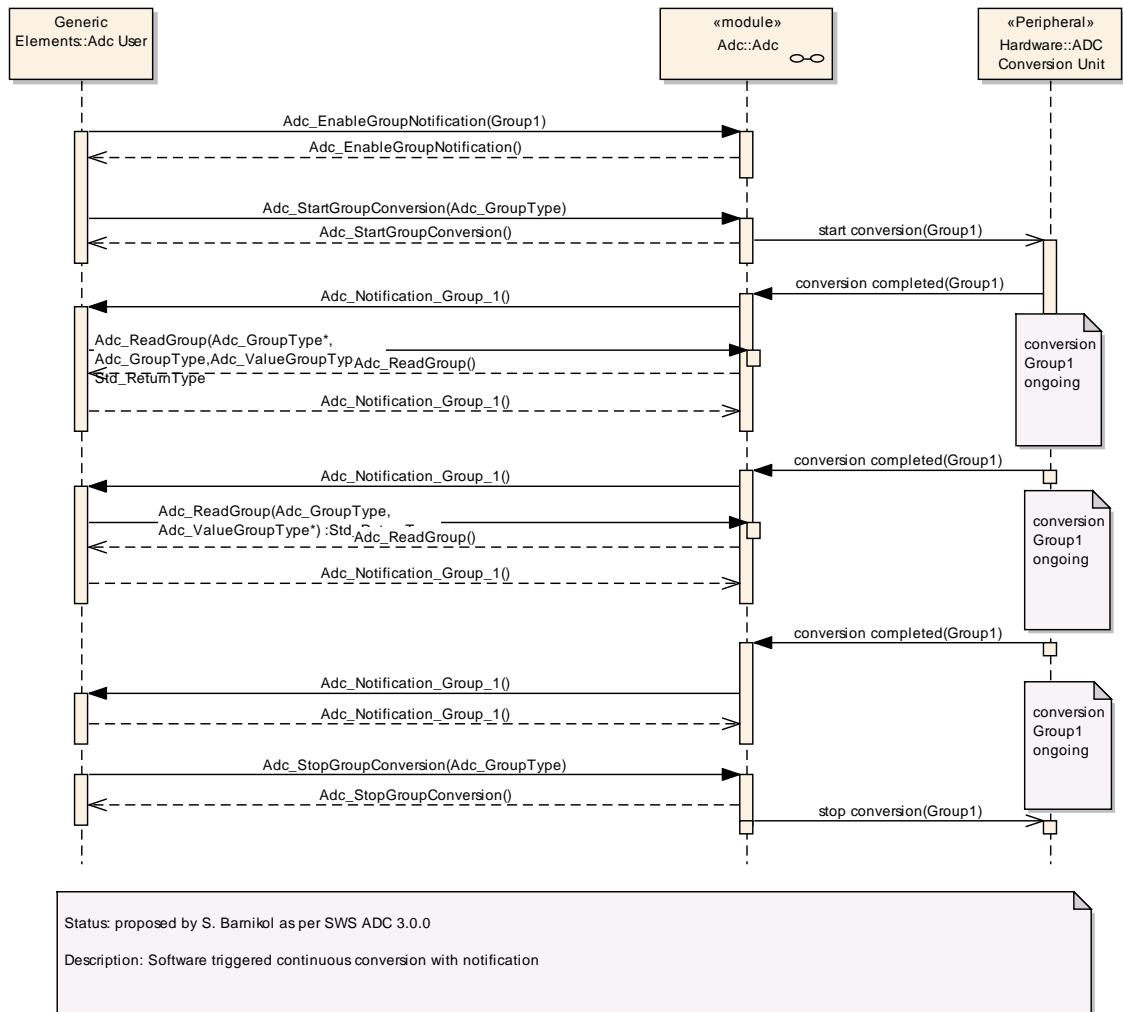 Generic
Elements::Adc User
«module»
Adc::Adc
«Peripheral»
Hardware::ADC
Conversion Unit
Adc_EnableGroupNotification(Group1)
Adc_EnableGroupNotification()
Adc_StartGroupConversion(Adc_GroupType)
Adc_StartGroupConversion()
start conversion(Group1)
conversion completed(Group1)
Adc_Notification_Group_1()
Adc_ReadGroup(Adc_GroupType*,
Adc_GroupType,Adc_ValueGroupTyp
Adc_ReadGroup()
Std_ReturnType
conversion
Group1
ongoing
Adc_Notification_Group_1()
conversion completed(Group1)
Adc_Notification_Group_1()
Adc_ReadGroup(Adc_GroupType,
Adc_ValueGroupType*) :Std_
Adc_ReadGroup()
conversion
Group1
ongoing
Adc_Notification_Group_1()
conversion completed(Group1)
Adc_Notification_Group_1()
Adc_Notification_Group_1()
conversion
Group1
ongoing
Adc_StopGroupConversion(Adc_GroupType)
Adc_StopGroupConversion()
stop conversion(Group1)
Status: proposed by S. Barnikol as per SWS ADC 3.0.0
Description: Software triggered continuous conversion with notification